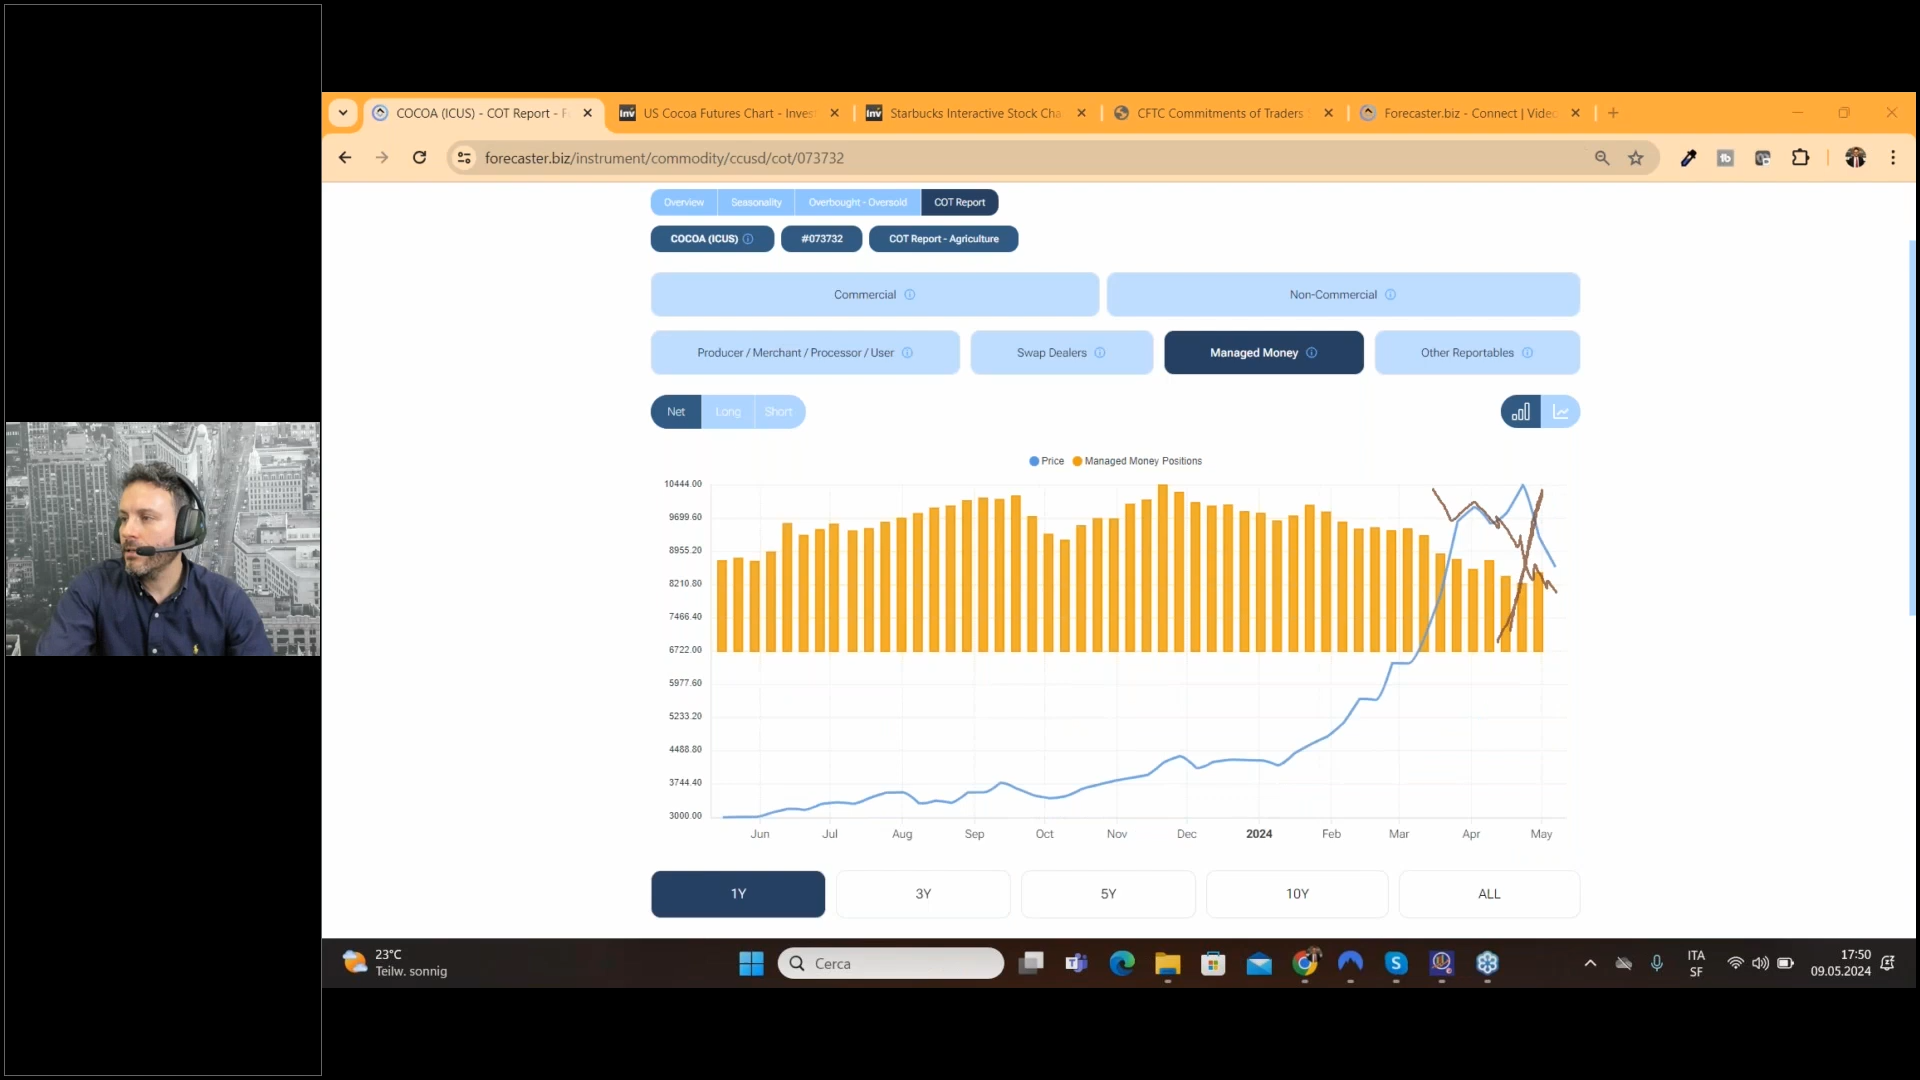 COCOA (ICUS) - COT Report - F
US Cocoa Futures Chart - Inves
Starbucks Interactive Stock Cha
CFTC Commitments of Traders
Forecaster.biz - Connect | Video
forecaster.biz/instrument/commodity/ccusd/cot/073732
Overview
Seasonality
Overbought - Oversold
COT Report
COCOA (ICUS)
#073732
COT Report - Agriculture
Commercial
Non-Commercial
Producer / Merchant / Processor / User
Swap Dealers
Managed Money
Other Reportables
Net
Long
Short
Price
Managed Money Positions
10444.00
9699.60
8955.20
8210.80
7466.40
6722.00
5977.60
5233.20
4488.80
3744.40
3000.00
Jun
Jul
Aug
Sep
Oct
Nov
Dec
2024
Feb
Mar
Apr
May
1Y
3Y
5Y
10Y
ALL
23°C
Teilw. sonnig
Cerca
ITA
SF
17:50
09.05.2024